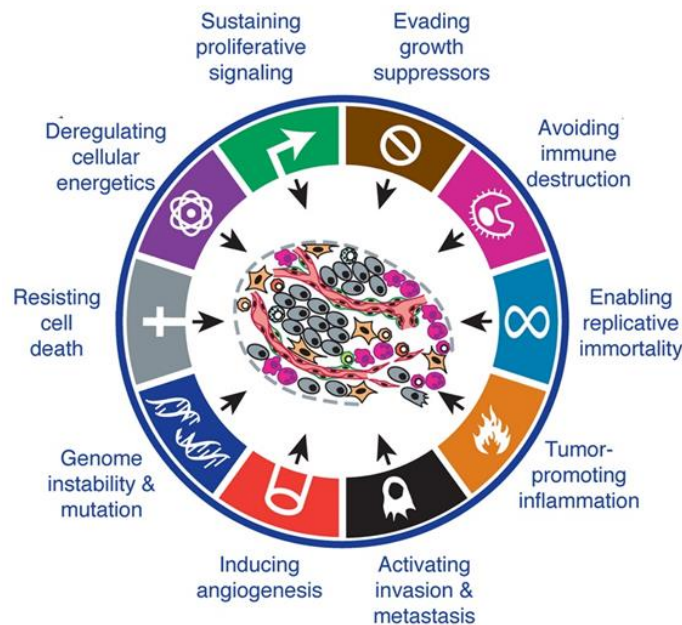 Sustaining
proliferative
signaling
Evading
growth
suppressors
Deregulating
cellular
energetics
Avoiding
immune
destruction
Resisting
cell
death
Enabling
replicative
immortality
Genome
instability &
mutation
Tumor-
promoting
inflammation
Inducing
angiogenesis
Activating
invasion &
metastasis